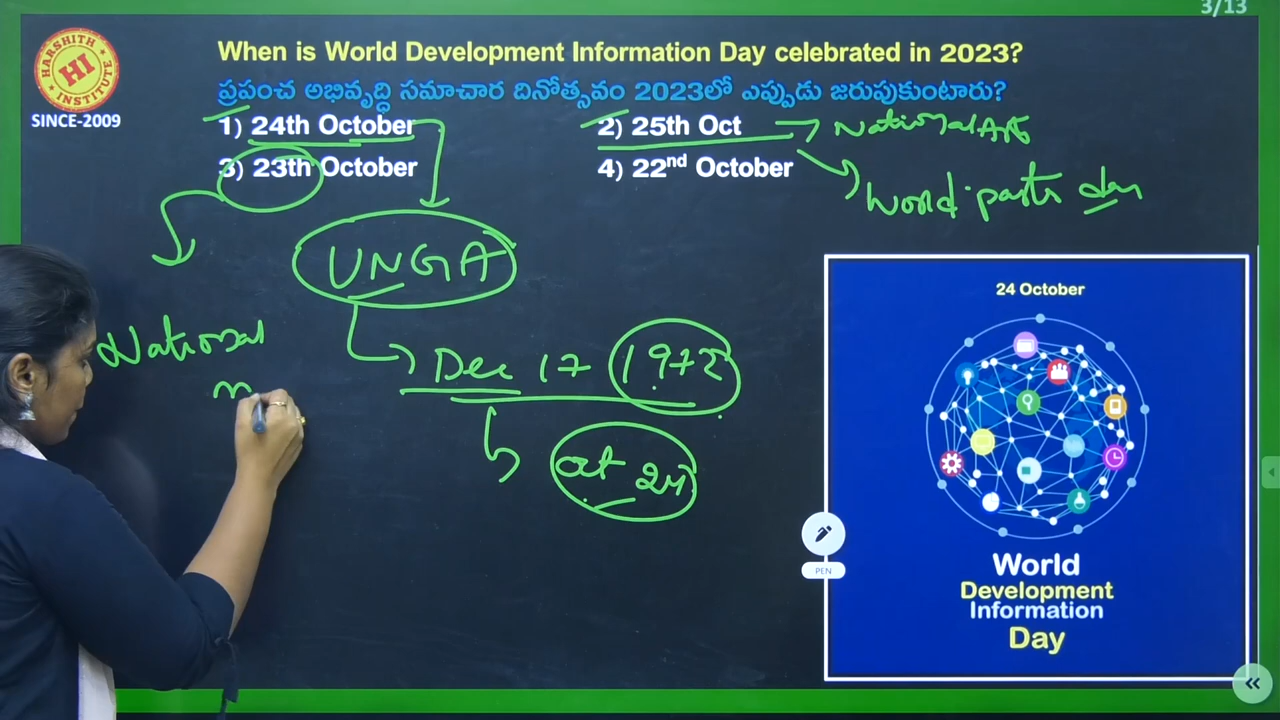 3/13
HARSHITH
HI
INSTITUTE
SINCE-2009
When is World Development Information Day celebrated in 2023?
ప్రపంచ అభివృద్ధి సమాచార దినోత్సవం 2023లో ఎప్పుడు జరుపుకుంటారు?
1) 24th October
2) 25th Oct
National Art
3) 23th October
4) 22nd October
World pasta day
UNGA
National
Dec 17 1972
oct 24
24 October
World
Development
Information
Day
PEN